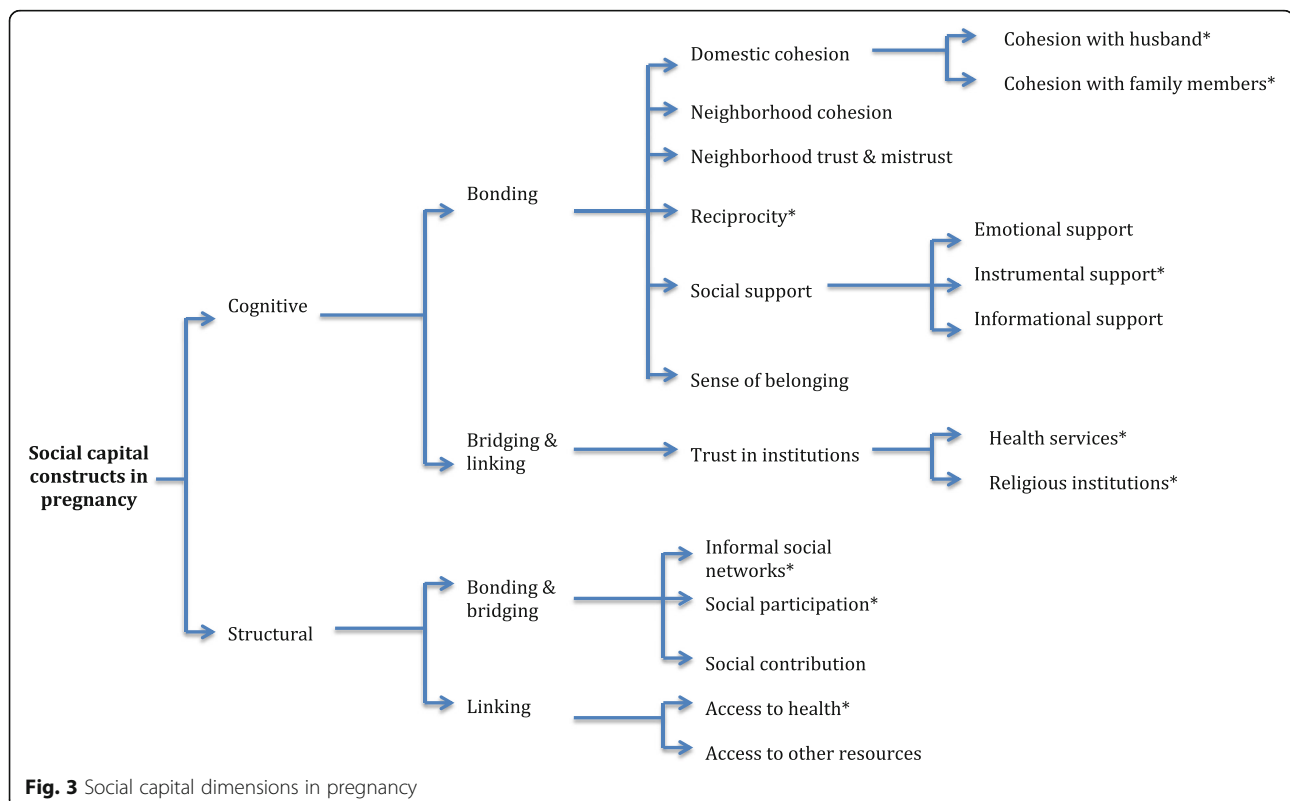 Social capital
constructs in
pregnancy
Cognitive
Structural
Bonding
Bridging &
linking
Bonding &
bridging
Linking
Domestic cohesion
Neighborhood cohesion
Neighborhood trust & mistrust
Reciprocity*
Social support
Sense of belonging
Trust in institutions
Informal social
networks*
Social participation*
Social contribution
Access to health*
Access to other resources
Cohesion with husband*
Cohesion with family members*
Emotional support
Instrumental support*
Informational support
Health services*
Religious institutions*
Fig. 3 Social capital dimensions in pregnancy